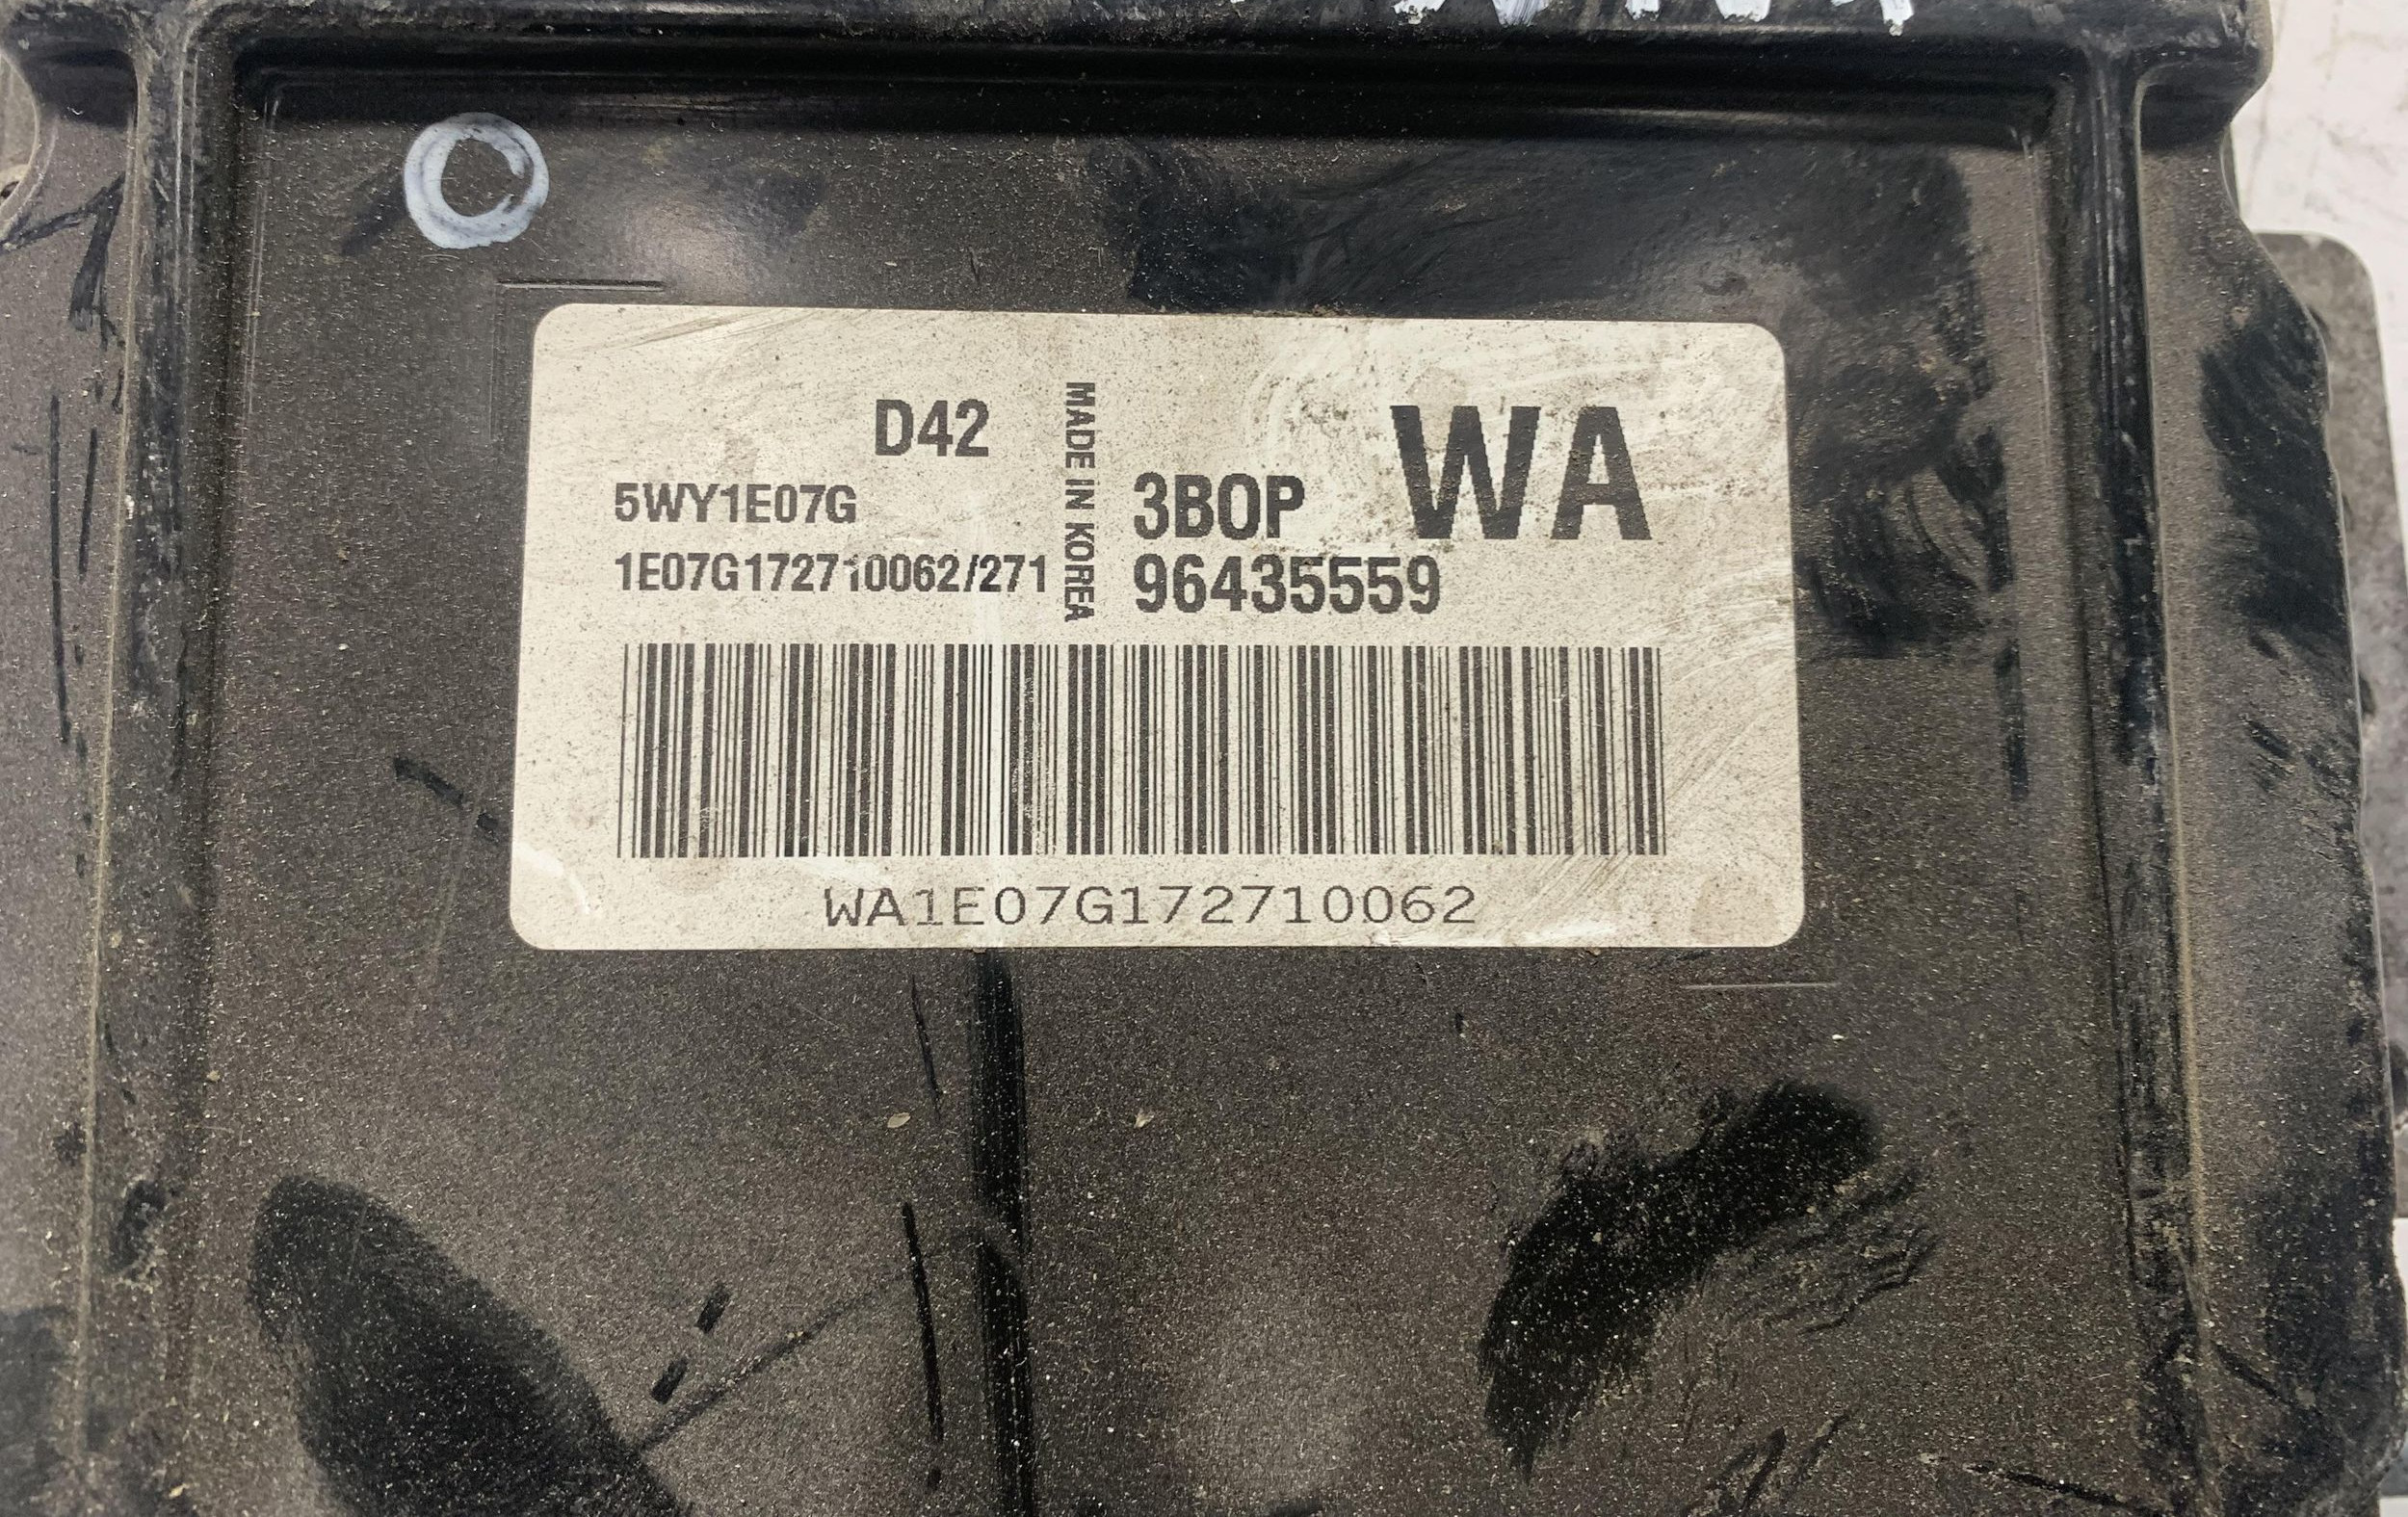 D42
5WY1E07G
1E07G172710062/271
MADE IN KOREA
WA
3BOP
96435559
WA1E07G172710062